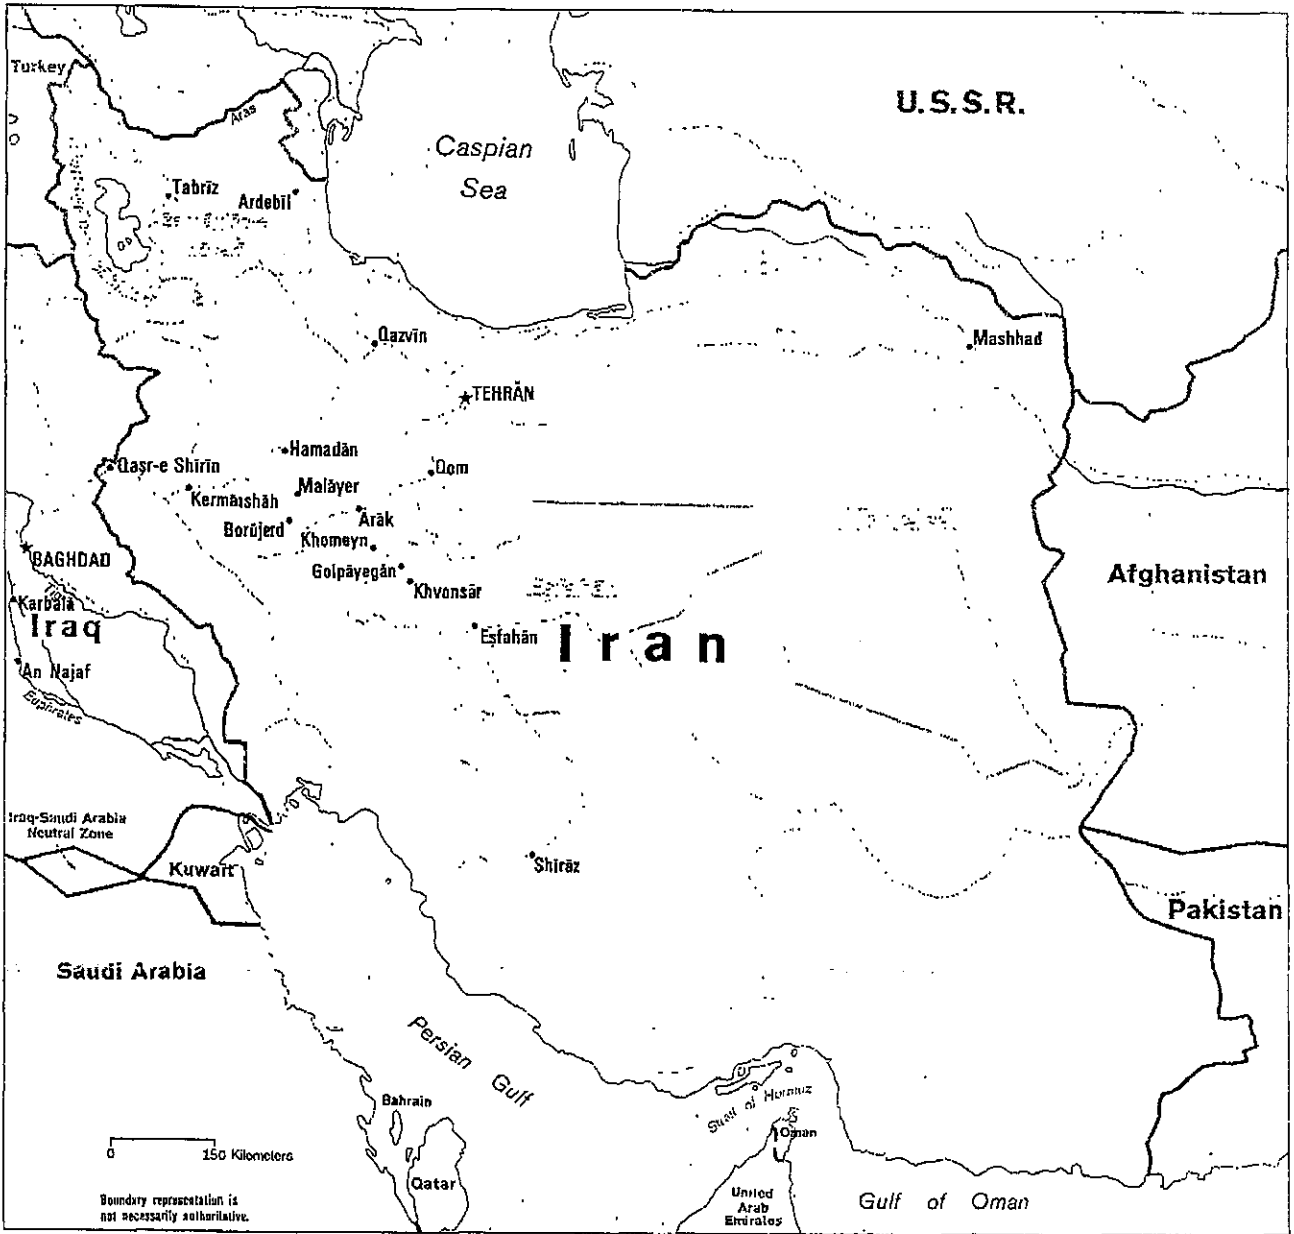 Turkey
Aras
U.S.S.R.
Caspian
Sea
Tabrīz
Ardebīl
Qazvīn
Mashhad
TEHRĀN
Hamadān
Qaşr-e Shīrīn
Qom
Kermānshāh
Malāyer
Borūjerd
Arāk
Khomeyn
BAGHDAD
Golpāyegān
Afghanistan
Khvonsār
Karbalā
Iraq
Eşfahān
Iran
An Najaf
Euphrates
Iraq-Saudi Arabia
Neutral Zone
Kuwait
Shīrāz
Pakistan
Saudi Arabia
Persian Gulf
Strait of Hormuz
Bahrain
Oman
0 150 Kilometers
Qatar
United
Arab
Emirates
Gulf of Oman
Boundary representation is
not necessarily authoritative.